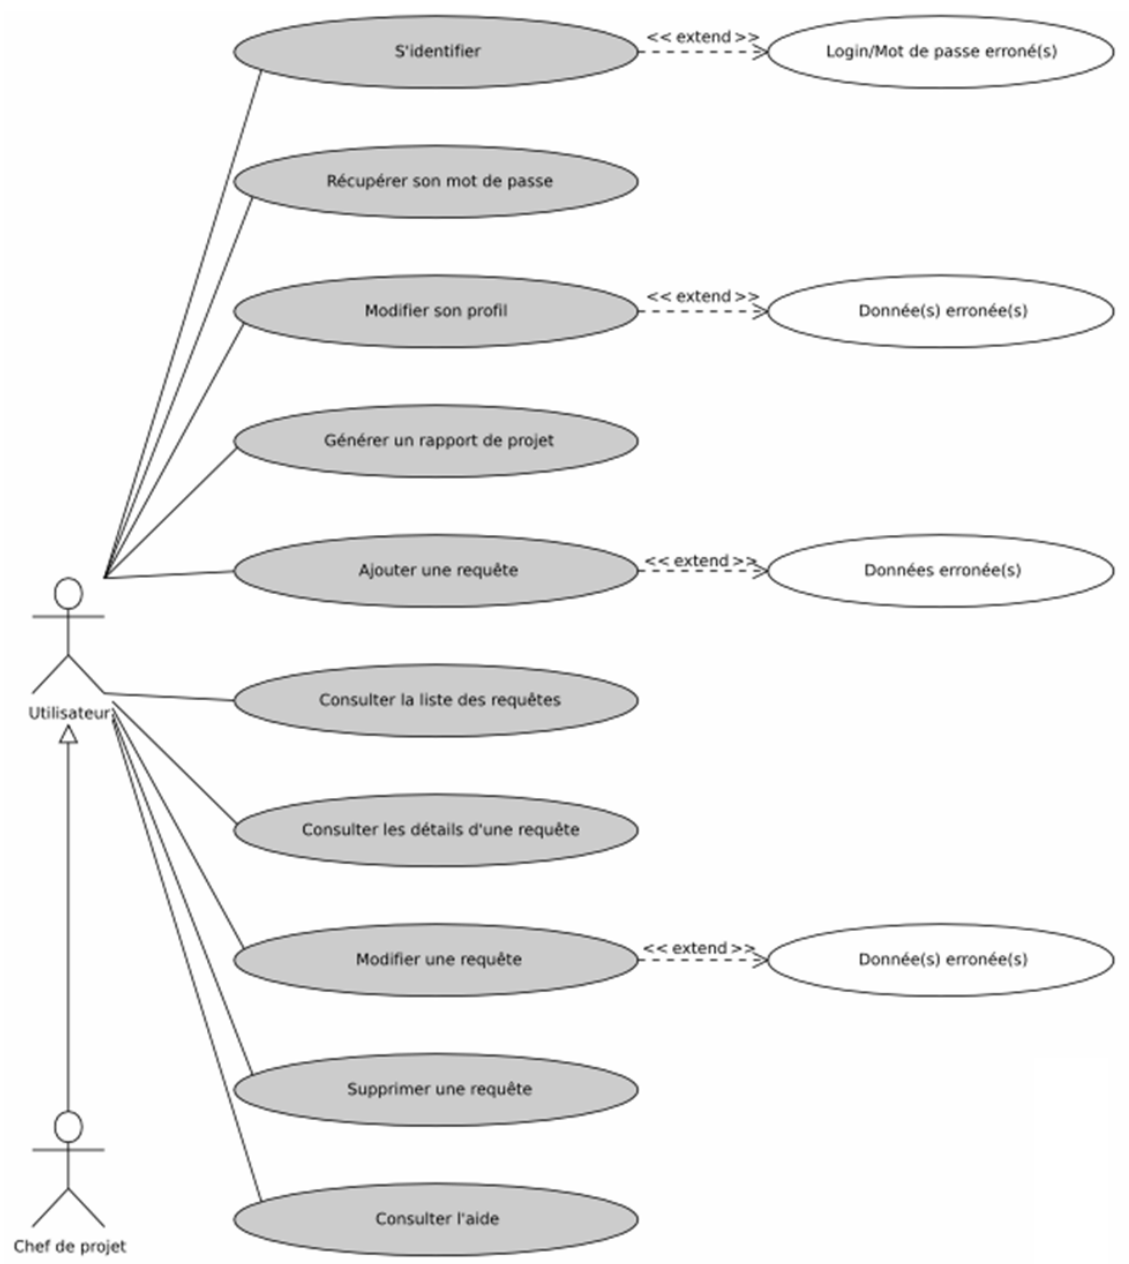 S'identifier
<< extend >>
Login/Mot de passe erroné(s)
Récupérer son mot de passe
Modifier son profil
<< extend >>
Donnée(s) erronée(s)
Générer un rapport de projet
Ajouter une requête
<< extend >>
Données erronée(s)
Consulter la liste des requêtes
Utilisateur
Consulter les détails d'une requête
Modifier une requête
<< extend >>
Donnée(s) erronée(s)
Supprimer une requête
Consulter l'aide
Chef de projet